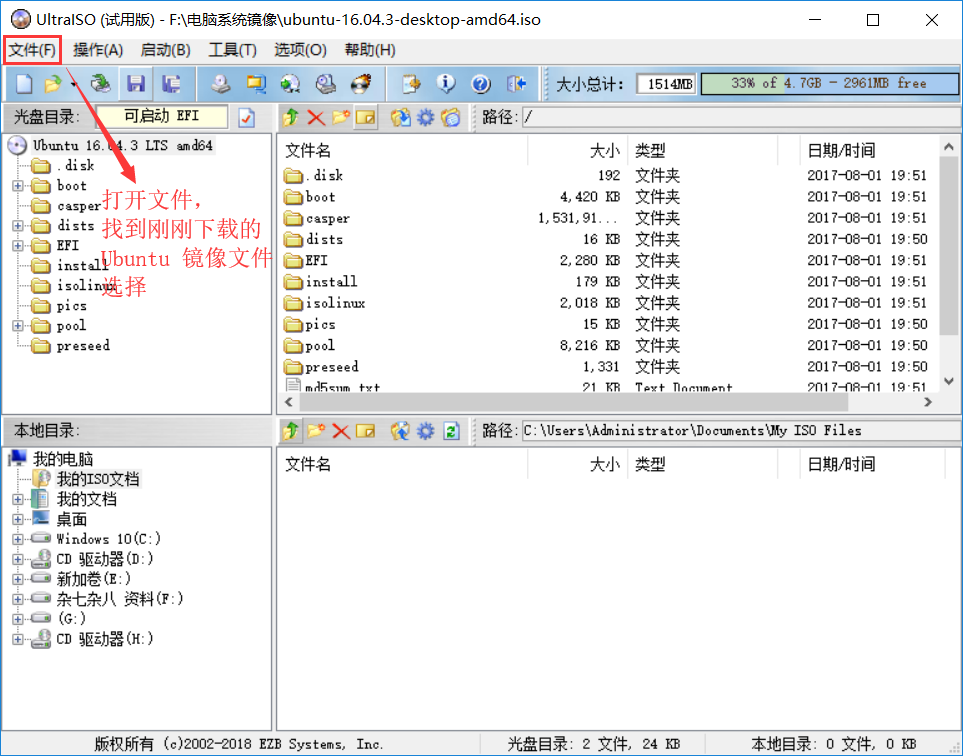 UltraISO (试用版) - F:\电脑系统镜像\ubuntu-16.04.3-desktop-amd64.iso
文件(F) 操作(A) 启动(B) 工具(T) 选项(O) 帮助(H)
大小总计: 1514MB 33% of 4.7GB - 2961MB free
光盘目录: 可启动 EFI 路径: /
Ubuntu 16.04.3 LTS amd64
.disk
boot
casper
dists
EFI
install
isolinux
pics
pool
preseed
打开文件,
找到刚刚下载的
Ubuntu 镜像文件
选择
文件名 大小 类型 日期/时间
.disk 192 文件夹 2017-08-01 19:51
boot 4,420 KB 文件夹 2017-08-01 19:51
casper 1,531,91... 文件夹 2017-08-01 19:51
dists 16 KB 文件夹 2017-08-01 19:50
EFI 2,280 KB 文件夹 2017-08-01 19:51
install 179 KB 文件夹 2017-08-01 19:51
isolinux 2,018 KB 文件夹 2017-08-01 19:51
pics 15 KB 文件夹 2017-08-01 19:50
pool 8,216 KB 文件夹 2017-08-01 19:50
preseed 1,331 文件夹 2017-08-01 19:50
md5sum.txt 21 KB Text Document 2017-08-01 19:51
本地目录: 路径: C:\Users\Administrator\Documents\My ISO Files
我的电脑
我的ISO文档
我的文档
桌面
Windows 10(C:)
CD 驱动器(D:)
新加卷(E:)
杂七杂八 资料(F:)
(G:)
CD 驱动器(H:)
文件名 大小 类型 日期/时间
版权所有 (c)2002-2018 EZB Systems, Inc. 光盘目录: 2 文件, 24 KB 本地目录: 0 文件, 0 KB